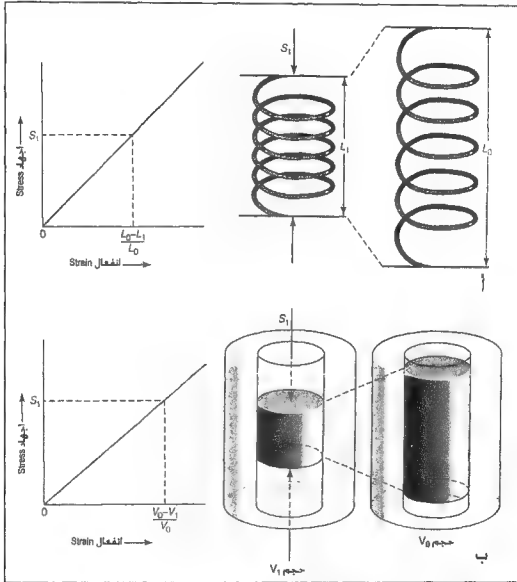 S₁
L₁
L₀
S₁
Stress إجهاد
0
L₀–L₁
L₀
Strain انفعال
أ
S₁
Stress إجهاد
S₁
0
V₀–V₁
V₀
Strain انفعال
V₁ حجم
V₀ حجم
ب